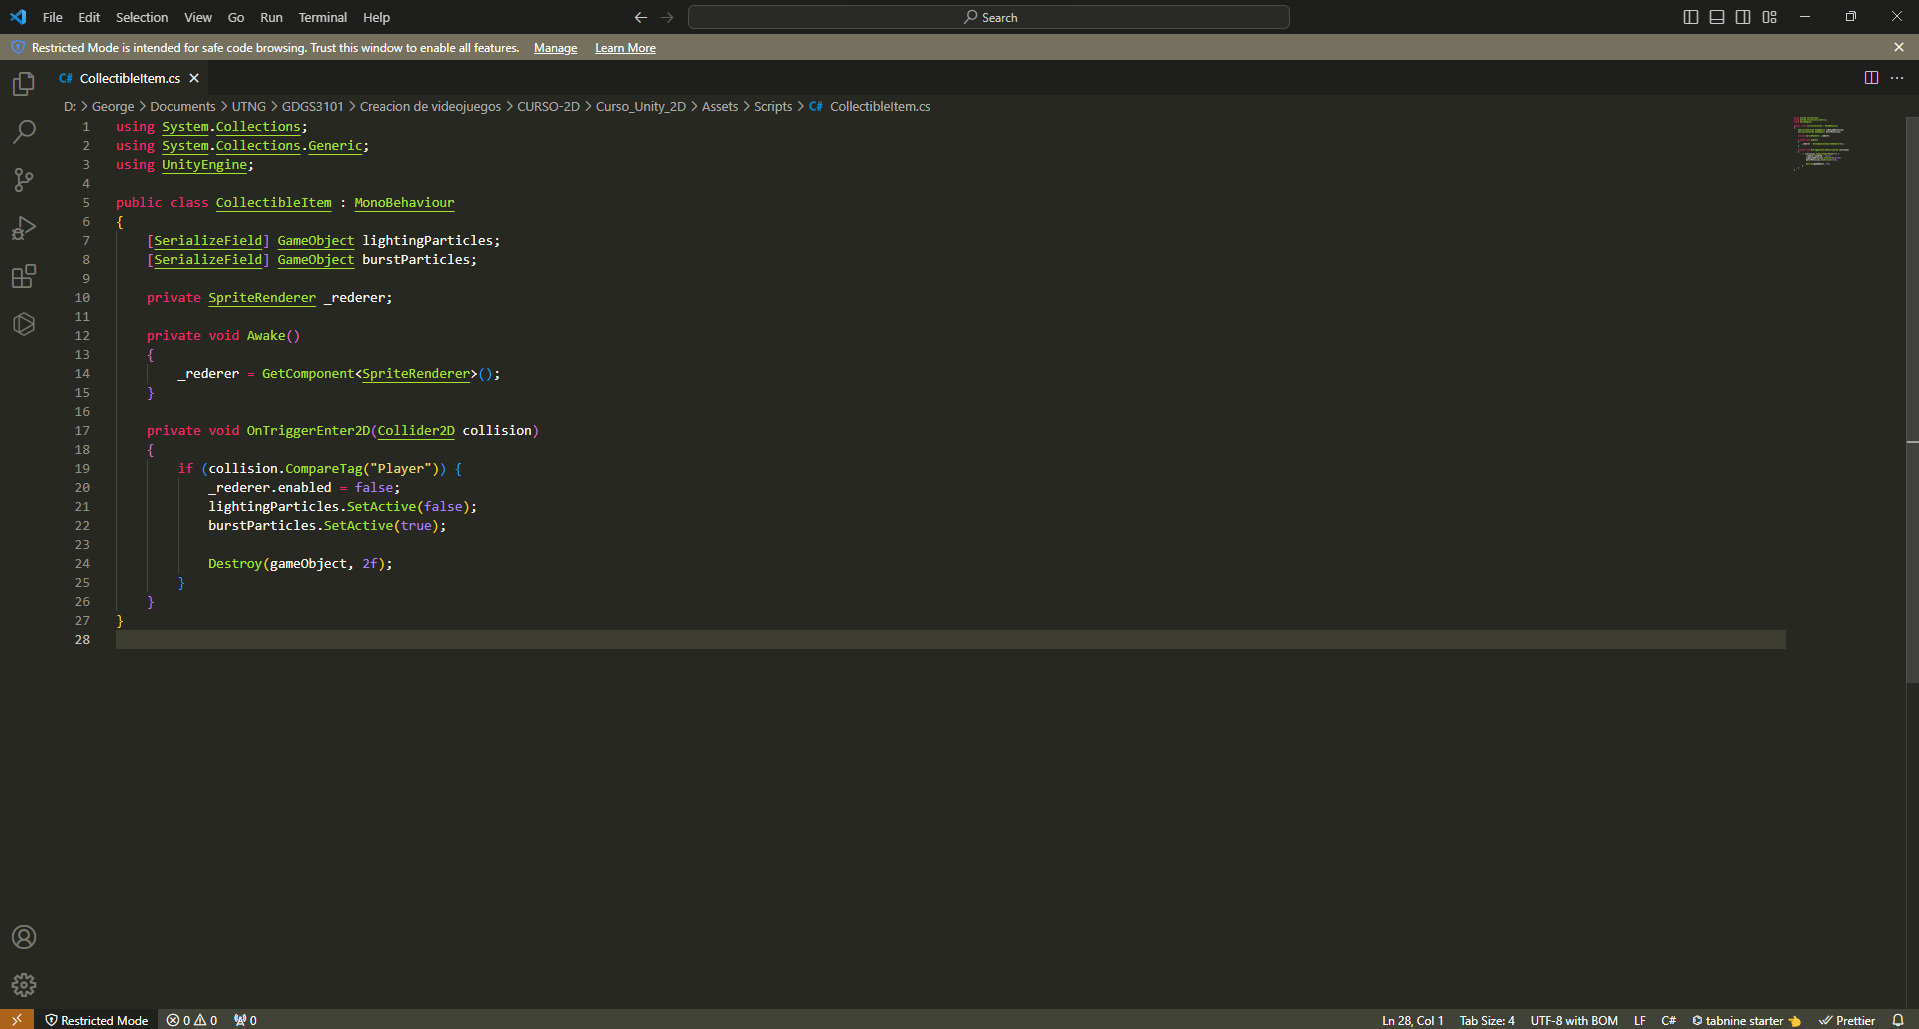 File Edit Selection View Go Run Terminal Help Search
Restricted Mode is intended for safe code browsing. Trust this window to enable all features. Manage Learn More
C# CollectibleItem.cs
D: > George > Documents > UTNG > GDGS3101 > Creacion de videojuegos > CURSO-2D > Curso_Unity_2D > Assets > Scripts > C# CollectibleItem.cs
1 using System.Collections;
2 using System.Collections.Generic;
3 using UnityEngine;
4
5 public class CollectibleItem : MonoBehaviour
6 {
7     [SerializeField] GameObject lightingParticles;
8     [SerializeField] GameObject burstParticles;
9
10     private SpriteRenderer _rederer;
11
12     private void Awake()
13     {
14         _rederer = GetComponent<SpriteRenderer>();
15     }
16
17     private void OnTriggerEnter2D(Collider2D collision)
18     {
19         if (collision.CompareTag("Player")) {
20             _rederer.enabled = false;
21             lightingParticles.SetActive(false);
22             burstParticles.SetActive(true);
23
24             Destroy(gameObject, 2f);
25         }
26     }
27 }
28
Restricted Mode 0 0 0 Ln 28, Col 1 Tab Size: 4 UTF-8 with BOM LF C# tabnine starter Prettier